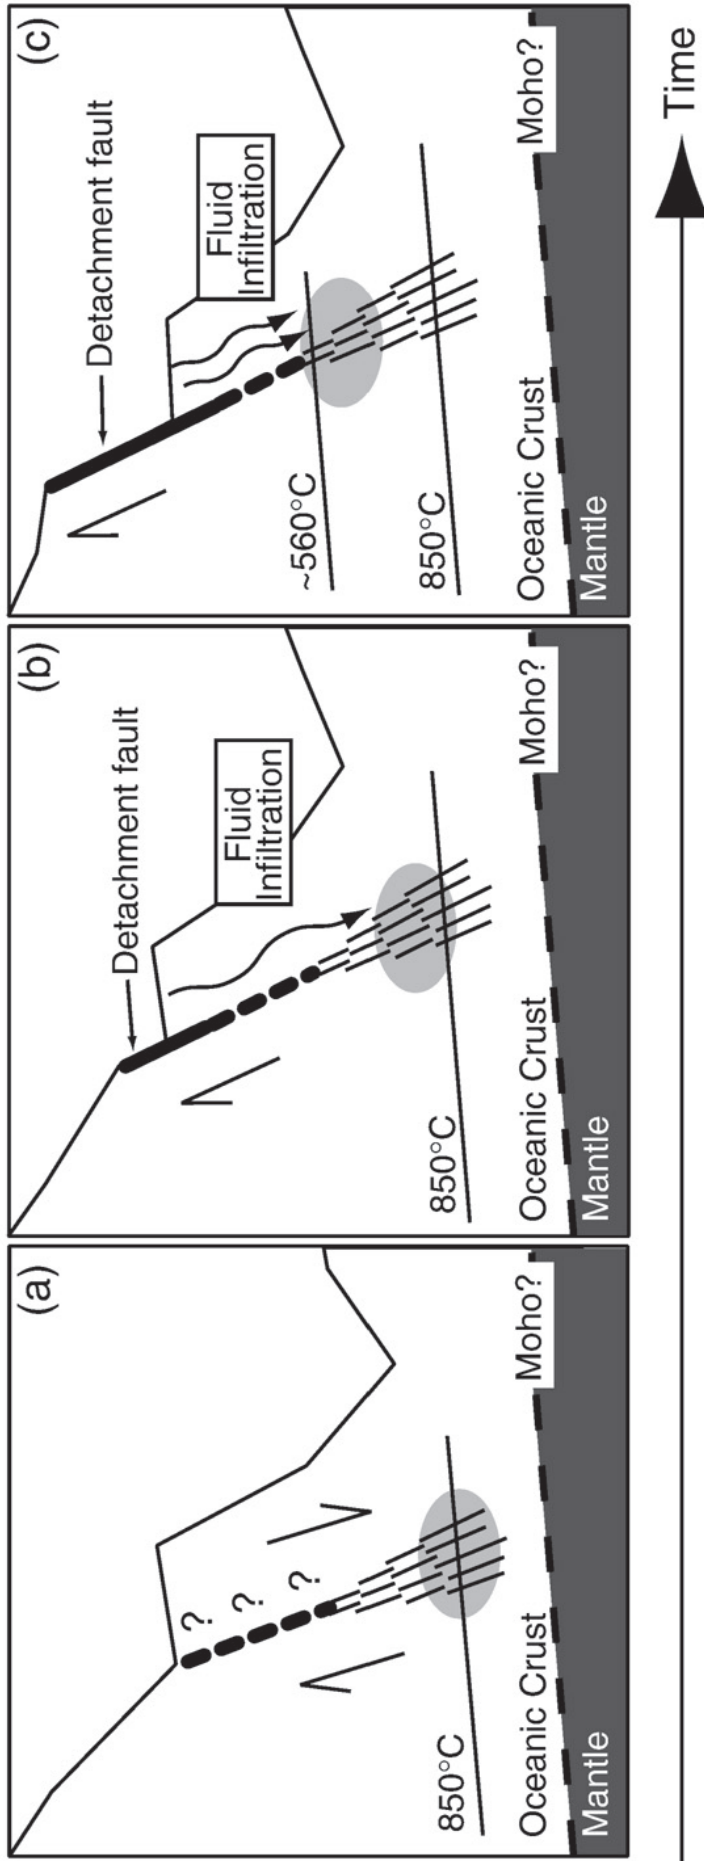 (a)
?
?
?
850°C
Oceanic Crust
Moho?
Mantle
(b)
Detachment fault
Fluid
Infiltration
850°C
Oceanic Crust
Moho?
Mantle
(c)
Detachment fault
Fluid
Infiltration
~560°C
850°C
Oceanic Crust
Moho?
Mantle
Time